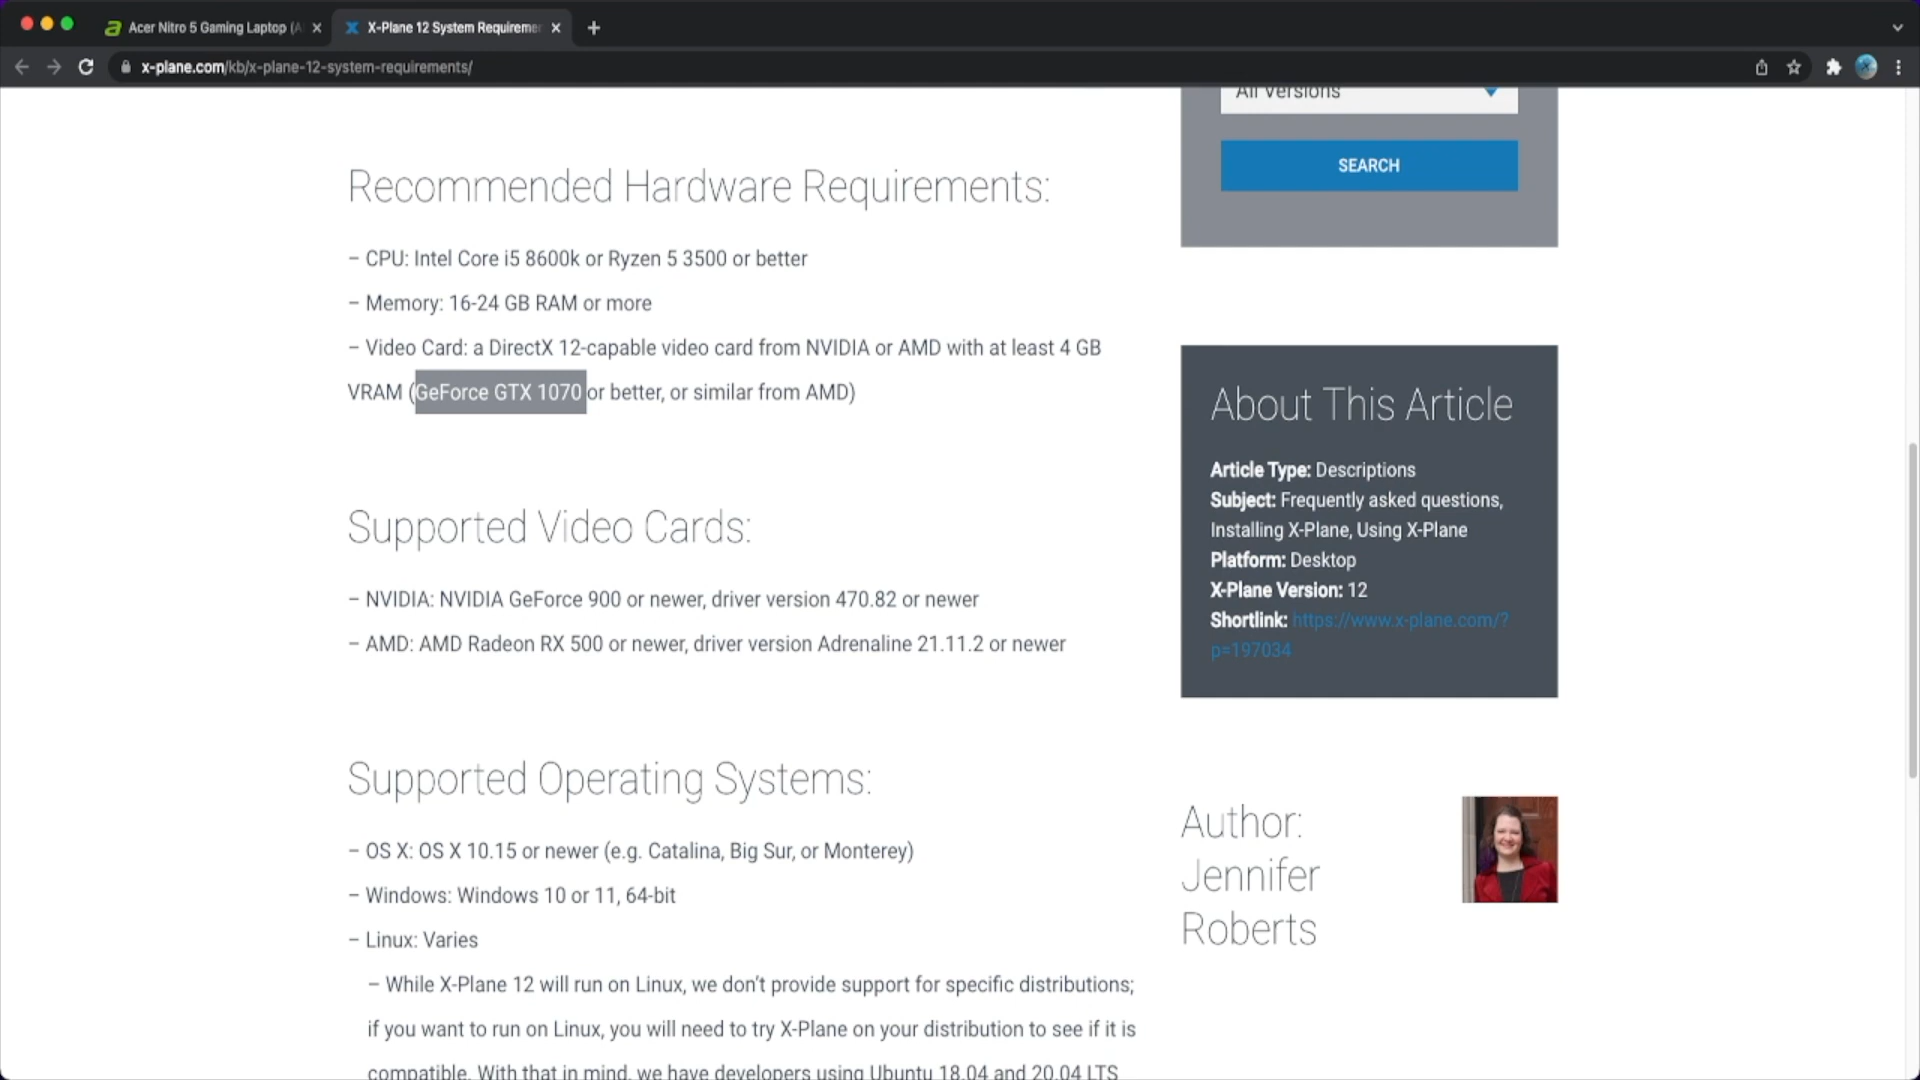 Acer Nitro 5 Gaming Laptop (A
X-Plane 12 System Requireme
x-plane.com/kb/x-plane-12-system-requirements/
All Versions
SEARCH
Recommended Hardware Requirements:
– CPU: Intel Core i5 8600k or Ryzen 5 3500 or better
– Memory: 16-24 GB RAM or more
– Video Card: a DirectX 12-capable video card from NVIDIA or AMD with at least 4 GB
VRAM (GeForce GTX 1070 or better, or similar from AMD)
Supported Video Cards:
– NVIDIA: NVIDIA GeForce 900 or newer, driver version 470.82 or newer
– AMD: AMD Radeon RX 500 or newer, driver version Adrenaline 21.11.2 or newer
Supported Operating Systems:
– OS X: OS X 10.15 or newer (e.g. Catalina, Big Sur, or Monterey)
– Windows: Windows 10 or 11, 64-bit
– Linux: Varies
– While X-Plane 12 will run on Linux, we don't provide support for specific distributions;
if you want to run on Linux, you will need to try X-Plane on your distribution to see if it is
compatible. With that in mind, we have developers using Ubuntu 18.04 and 20.04 LTS
About This Article
Article Type: Descriptions
Subject: Frequently asked questions,
Installing X-Plane, Using X-Plane
Platform: Desktop
X-Plane Version: 12
Shortlink: https://www.x-plane.com/?
p=197034
Author:
Jennifer
Roberts